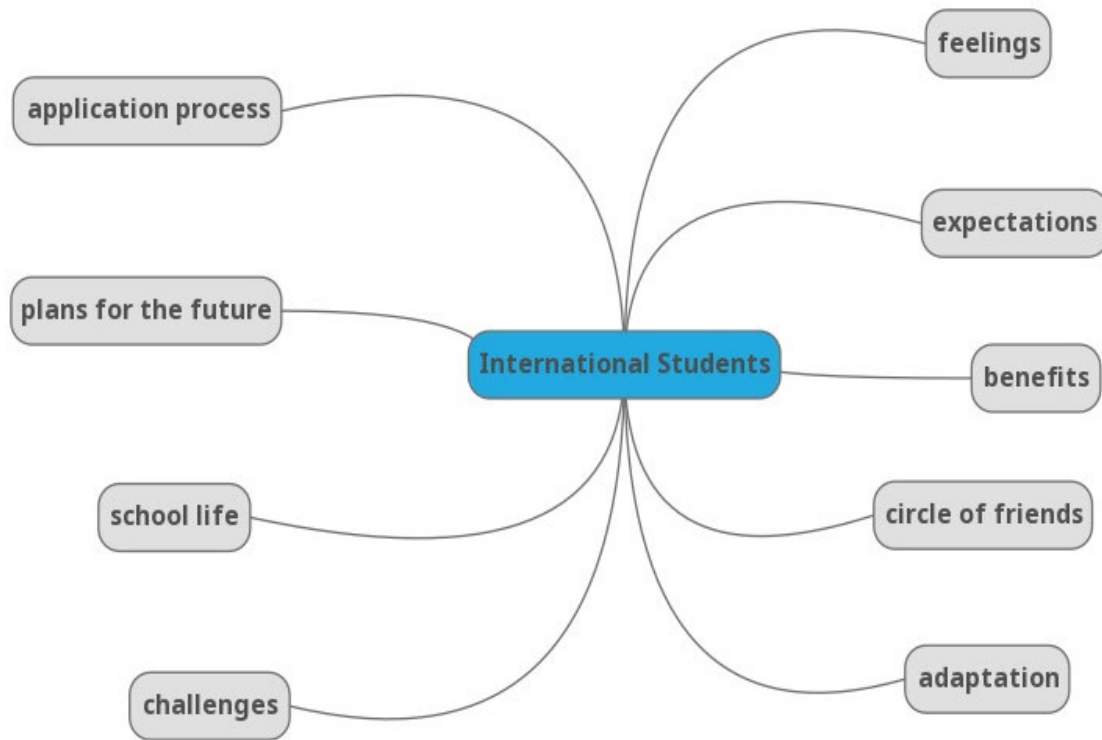 feelings
application process
expectations
plans for the future
International Students
benefits
school life
circle of friends
adaptation
challenges